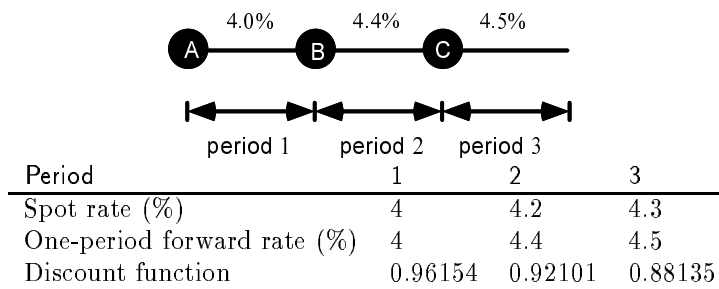 4.0% 4.4% 4.5%
A B C
period 1 period 2 period 3
Period 1 2 3
Spot rate (%) 4 4.2 4.3
One-period forward rate (%) 4 4.4 4.5
Discount function 0.96154 0.92101 0.88135